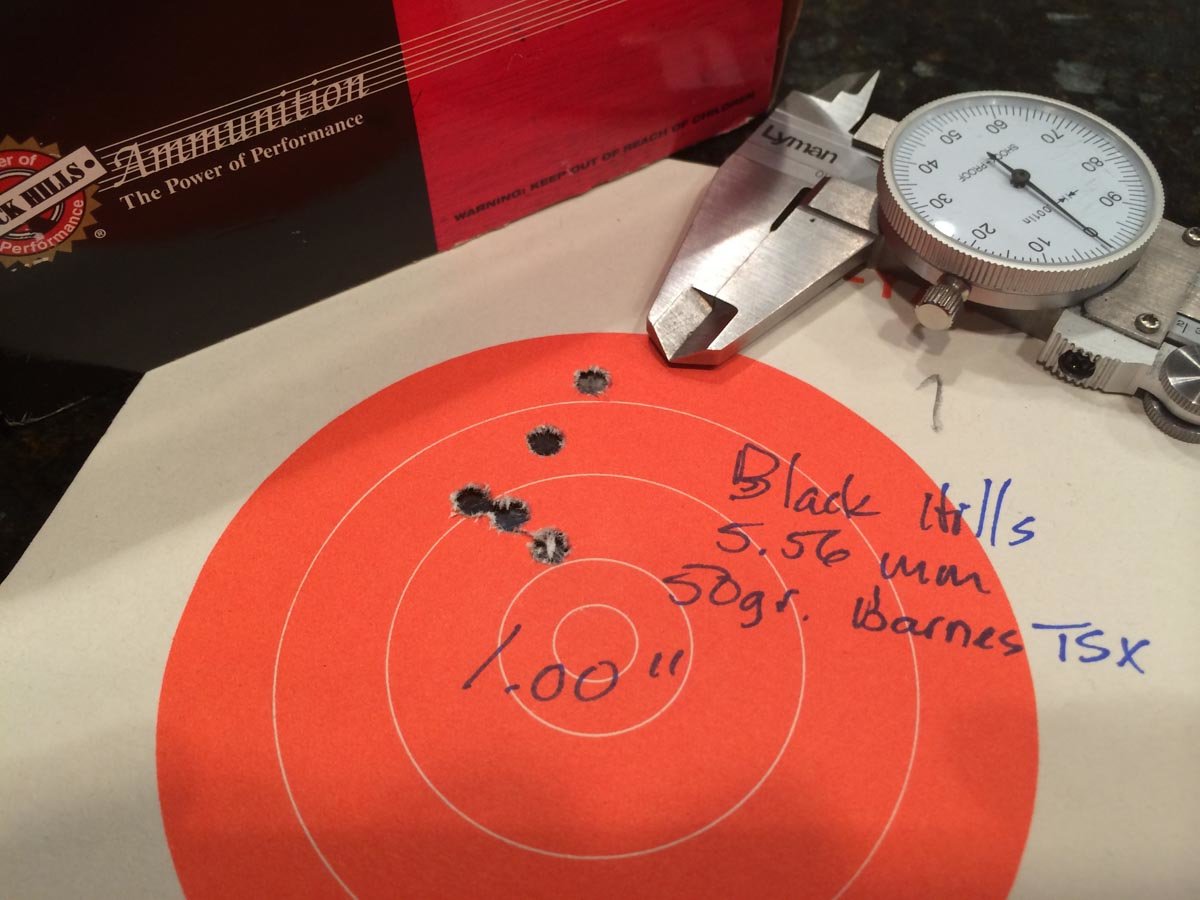 er of
CK HILLS
Performance
®
Ammunition
The Power of Performance
WARNING: KEEP OUT OF REACH OF CHILDREN
Lyman
10
20
30
40
50
60
70
80
90
SHOCKPROOF
.001in
Black Hills
5.56 mm
50gr. Barnes TSX
1.00"